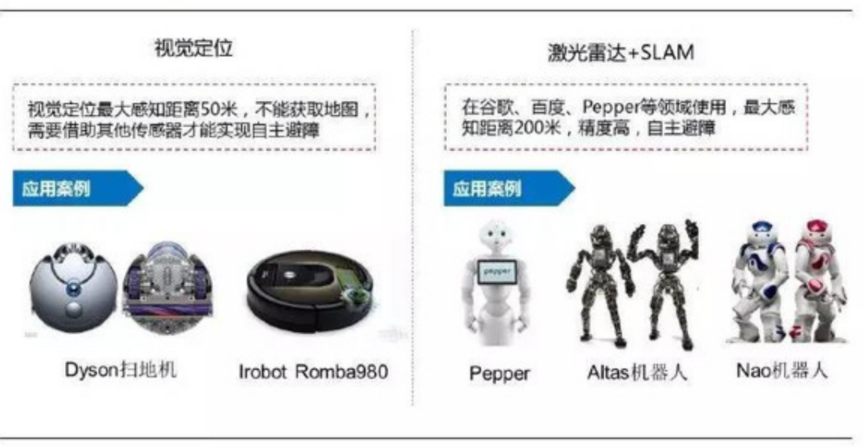 视觉定位
视觉定位最大感知距离50米，不能获取地图，
需要借助其他传感器才能实现自主避障
应用案例
Dyson扫地机
Irobot Romba980
激光雷达+SLAM
在谷歌、百度、Pepper等领域使用，最大感
知距离200米，精度高，自主避障
应用案例
pepper
Pepper
Altas机器人
Nao机器人